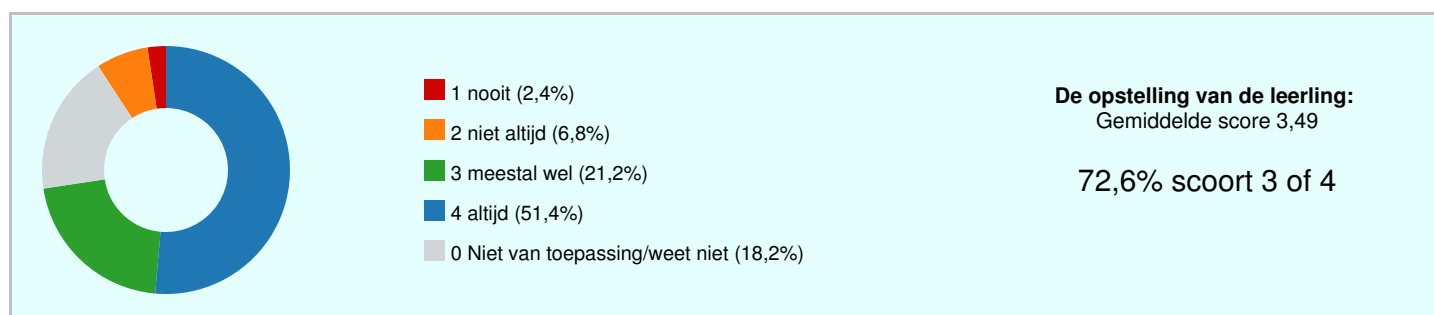 1 nooit (2,4%)
2 niet altijd (6,8%)
3 meestal wel (21,2%)
4 altijd (51,4%)
0 Niet van toepassing/weet niet (18,2%)
De opstelling van de leerling:
Gemiddelde score 3,49
72,6% scoort 3 of 4